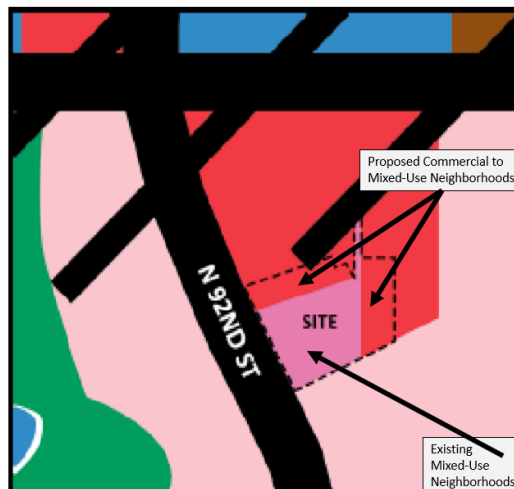 Proposed Commercial to
Mixed-Use Neighborhoods
N 92ND ST
SITE
Existing
Mixed-Use
Neighborhoods